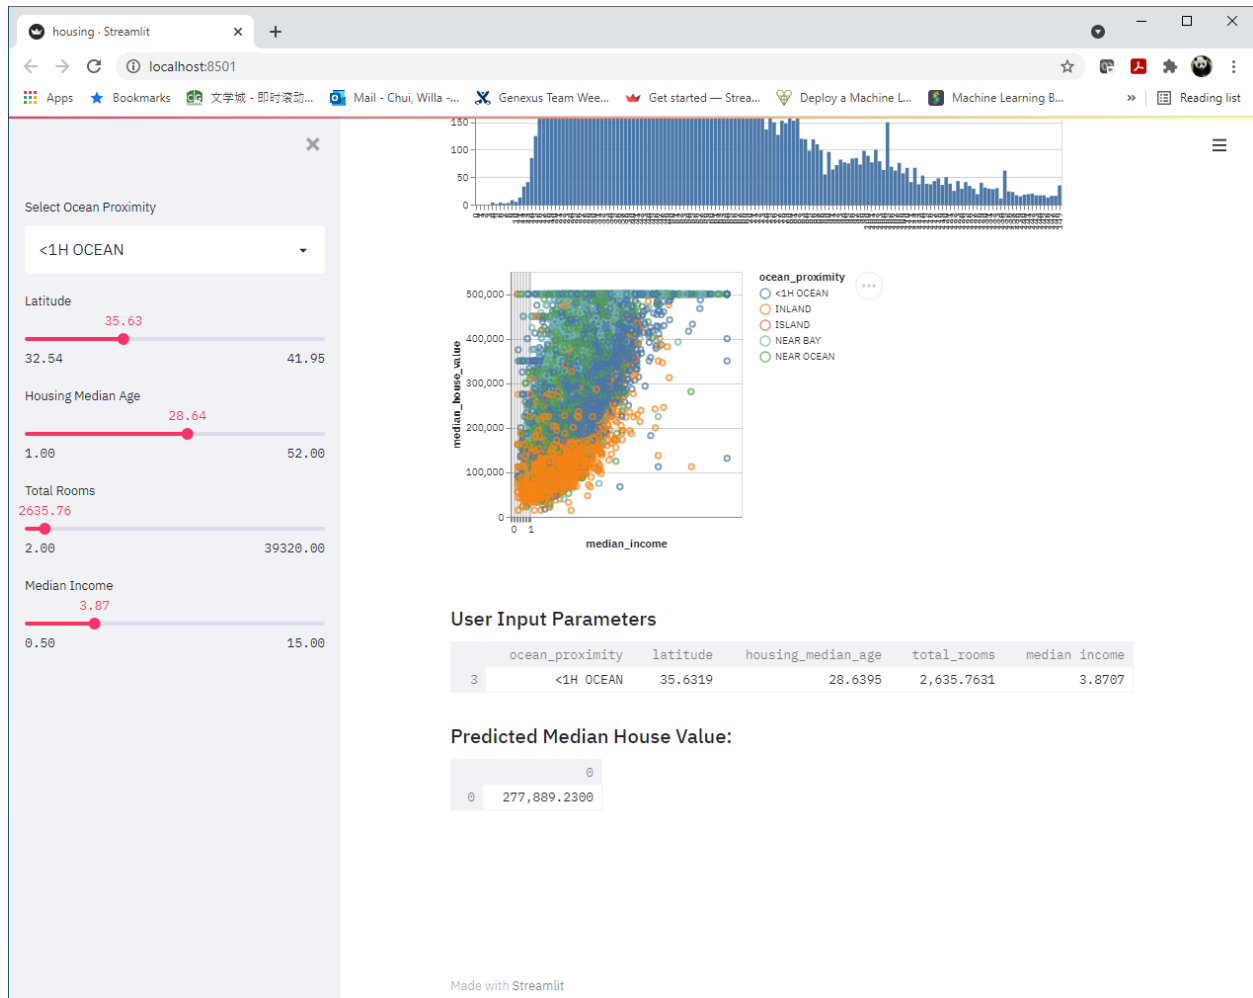 housing · Streamlit
localhost:8501
Apps
Bookmarks
文学城 - 即时滚动...
Mail - Chui, Willa -...
Genexus Team Wee...
Get started — Strea...
Deploy a Machine L...
Machine Learning B...
»
Reading list
Select Ocean Proximity
<1H OCEAN
Latitude
35.63
32.54 41.95
Housing Median Age
28.64
1.00 52.00
Total Rooms
2635.76
2.00 39320.00
Median Income
3.87
0.50 15.00
150
100
50
0
ocean_proximity
<1H OCEAN
INLAND
ISLAND
NEAR BAY
NEAR OCEAN
median_house_value
500,000
400,000
300,000
200,000
100,000
0
0 1
median_income
User Input Parameters
ocean_proximity latitude housing_median_age total_rooms median income
3 <1H OCEAN 35.6319 28.6395 2,635.7631 3.8707
Predicted Median House Value:
0
0 277,889.2300
Made with Streamlit